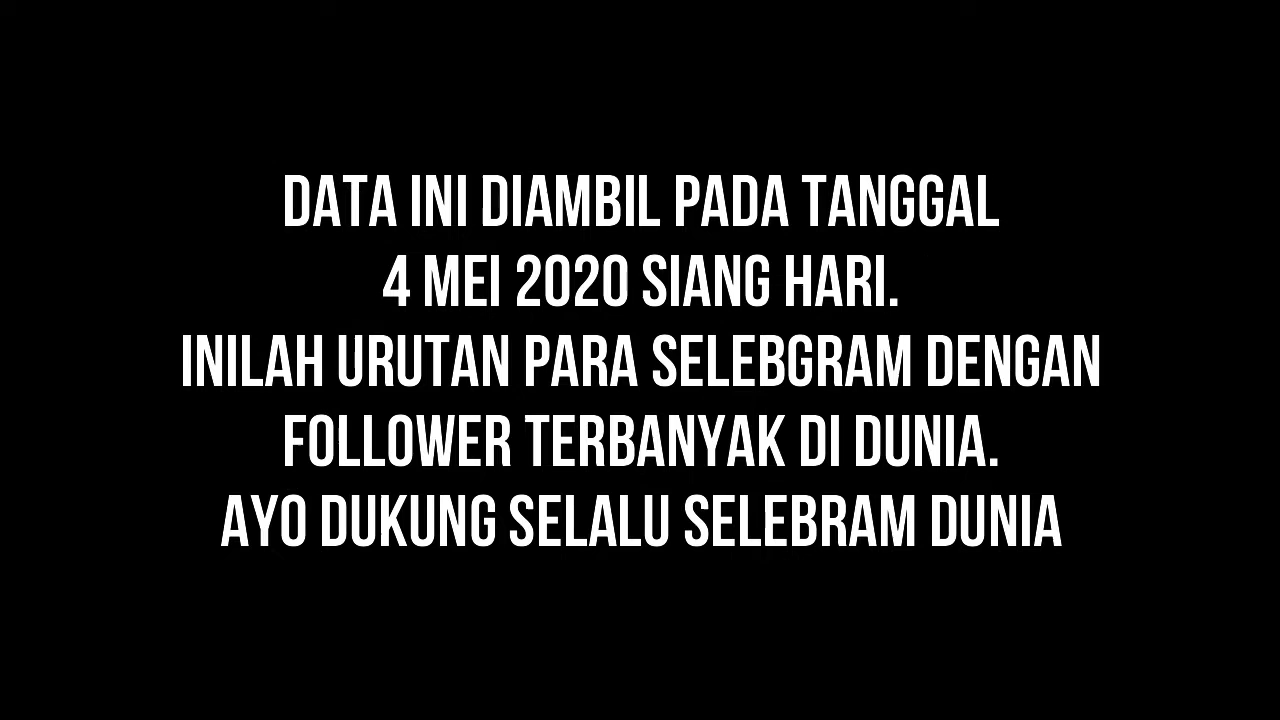 DATA INI DIAMBIL PADA TANGGAL
4 MEI 2020 SIANG HARI.
INILAH URUTAN PARA SELEBGRAM DENGAN
FOLLOWER TERBANYAK DI DUNIA.
AYO DUKUNG SELALU SELEBRAM DUNIA